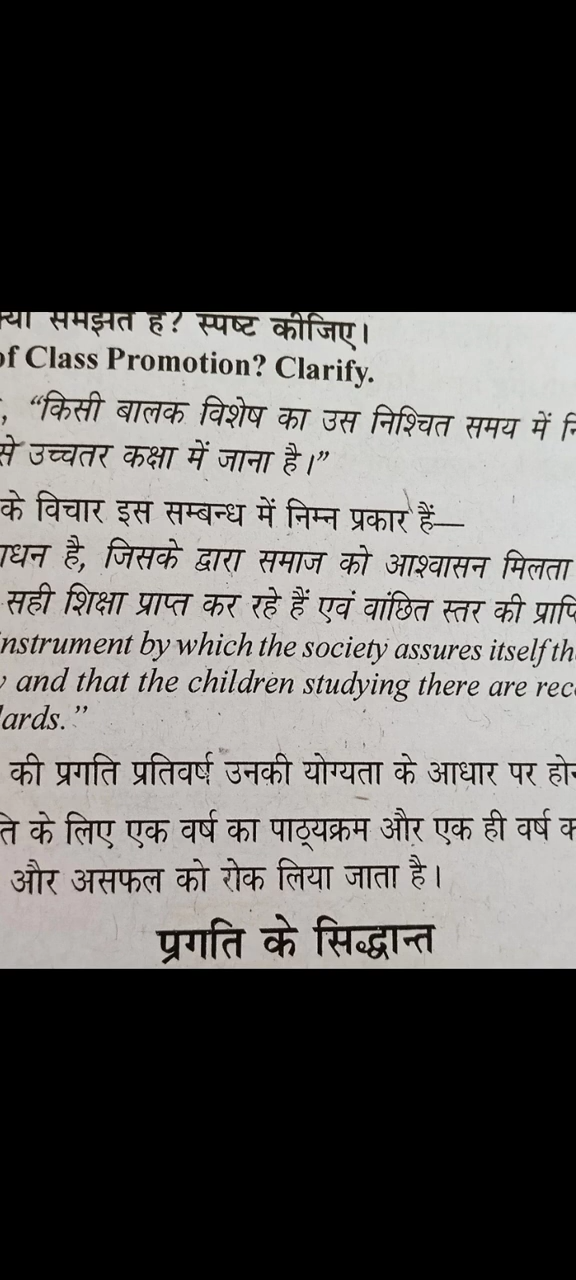 समझते हैं? स्पष्ट कीजिए।
of Class Promotion? Clarify.
, “किसी बालक विशेष का उस निश्चित समय में
से उच्चतर कक्षा में जाना है।”
के विचार इस सम्बन्ध में निम्न प्रकार हैं—
है, जिसके द्वारा समाज को आश्वासन मिलता
सही शिक्षा प्राप्त कर रहे हैं एवं वांछित स्तर की
instrument by which the society assures itself
and that the children studying there are
”
की प्रगति प्रतिवर्ष उनकी योग्यता के आधार पर
के लिए एक वर्ष का पाठ्यक्रम और एक ही वर्ष
और असफल को रोक लिया जाता है।
प्रगति के सिद्धान्त